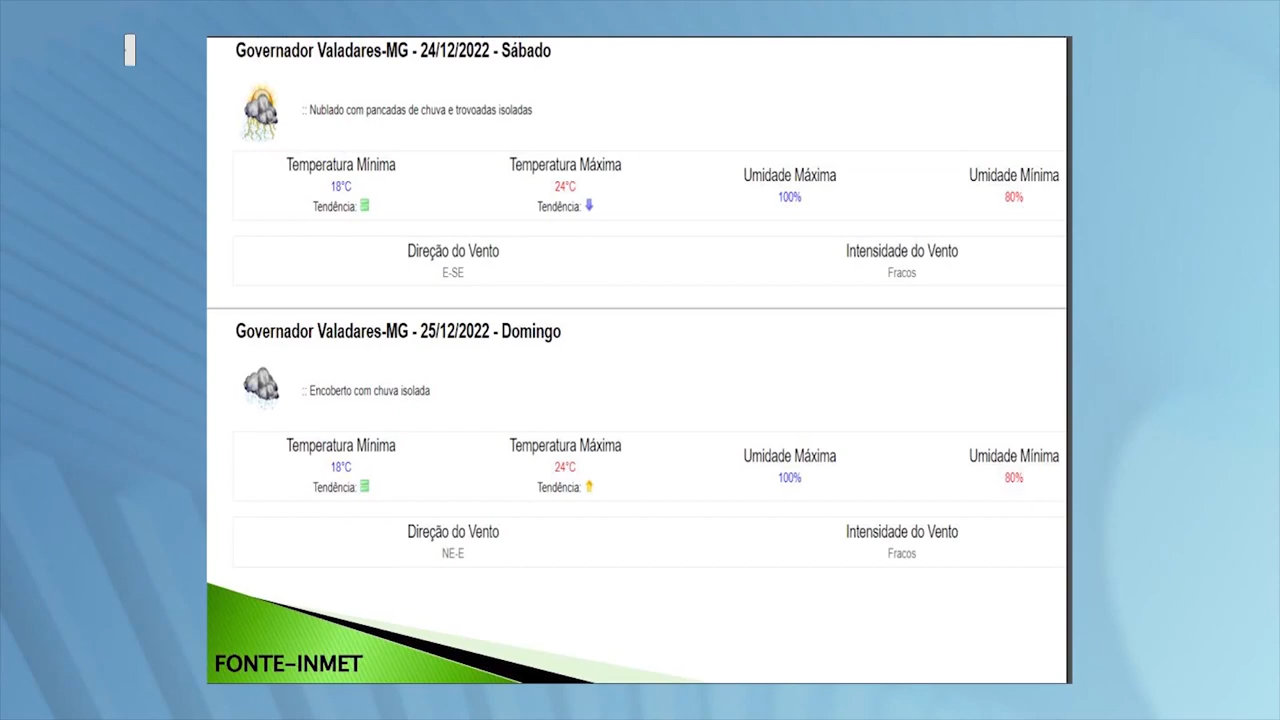 Governador Valadares-MG - 24/12/2022 - Sábado
:: Nublado com pancadas de chuva e trovoadas isoladas
Temperatura Mínima
18°C
Tendência:
Temperatura Máxima
24°C
Tendência:
Umidade Máxima
100%
Umidade Mínima
80%
Direção do Vento
E-SE
Intensidade do Vento
Fracos
Governador Valadares-MG - 25/12/2022 - Domingo
:: Encoberto com chuva isolada
Temperatura Mínima
18°C
Tendência:
Temperatura Máxima
24°C
Tendência:
Umidade Máxima
100%
Umidade Mínima
80%
Direção do Vento
NE-E
Intensidade do Vento
Fracos
FONTE-INMET